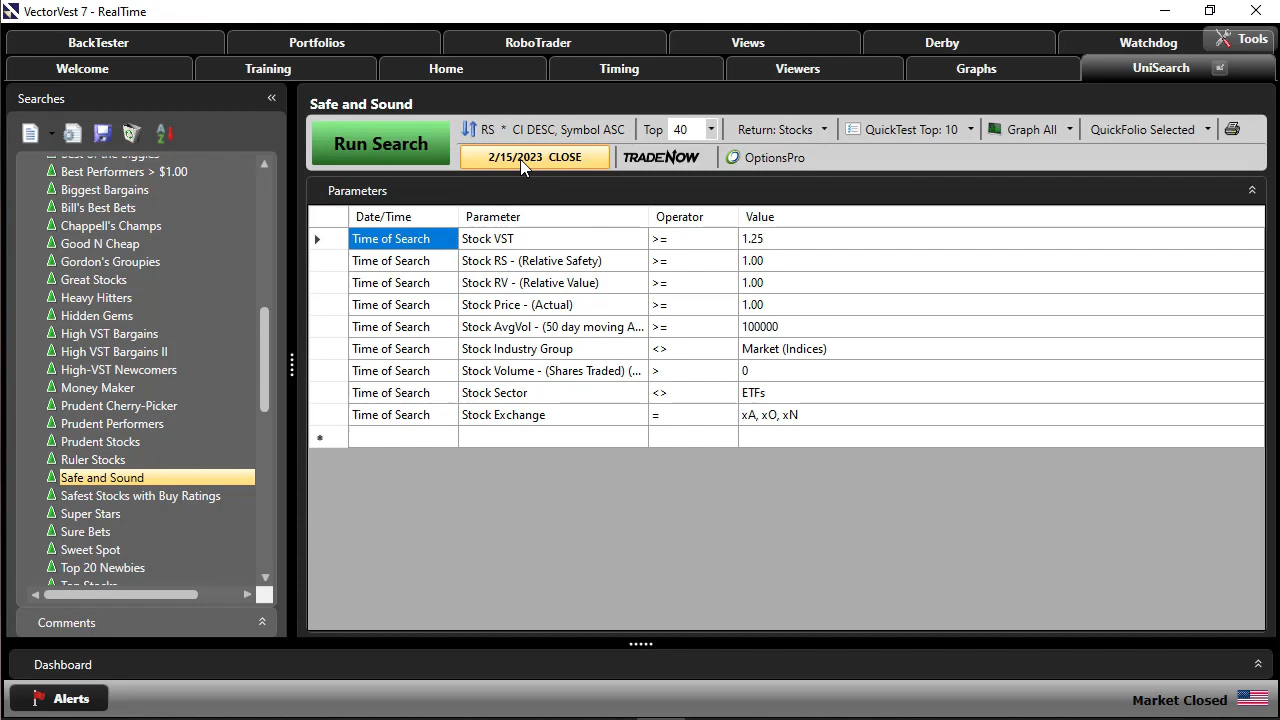 VectorVest 7 - RealTime
BackTester
Portfolios
RoboTrader
Views
Derby
Watchdog
Tools
Welcome
Training
Home
Timing
Viewers
Graphs
UniSearch
Searches
Best of the Biggies
Best Performers > $1.00
Biggest Bargains
Bill's Best Bets
Chappell's Champs
Good N Cheap
Gordon's Groupies
Great Stocks
Heavy Hitters
Hidden Gems
High VST Bargains
High VST Bargains II
High-VST Newcomers
Money Maker
Prudent Cherry-Picker
Prudent Performers
Prudent Stocks
Ruler Stocks
Safe and Sound
Safest Stocks with Buy Ratings
Super Stars
Sure Bets
Sweet Spot
Top 20 Newbies
Top Stocks
Comments
Safe and Sound
Run Search
RS * CI DESC, Symbol ASC
Top 40
Return: Stocks
QuickTest Top: 10
Graph All
QuickFolio Selected
2/15/2023 CLOSE
TRADENOW
OptionsPro
Parameters
Date/Time Parameter Operator Value
Time of Search Stock VST >= 1.25
Time of Search Stock RS - (Relative Safety) >= 1.00
Time of Search Stock RV - (Relative Value) >= 1.00
Time of Search Stock Price - (Actual) >= 1.00
Time of Search Stock AvgVol - (50 day moving A... >= 100000
Time of Search Stock Industry Group <> Market (Indices)
Time of Search Stock Volume - (Shares Traded) (... > 0
Time of Search Stock Sector <> ETFs
Time of Search Stock Exchange = xA, xO, xN
*
Dashboard
Alerts
Market Closed